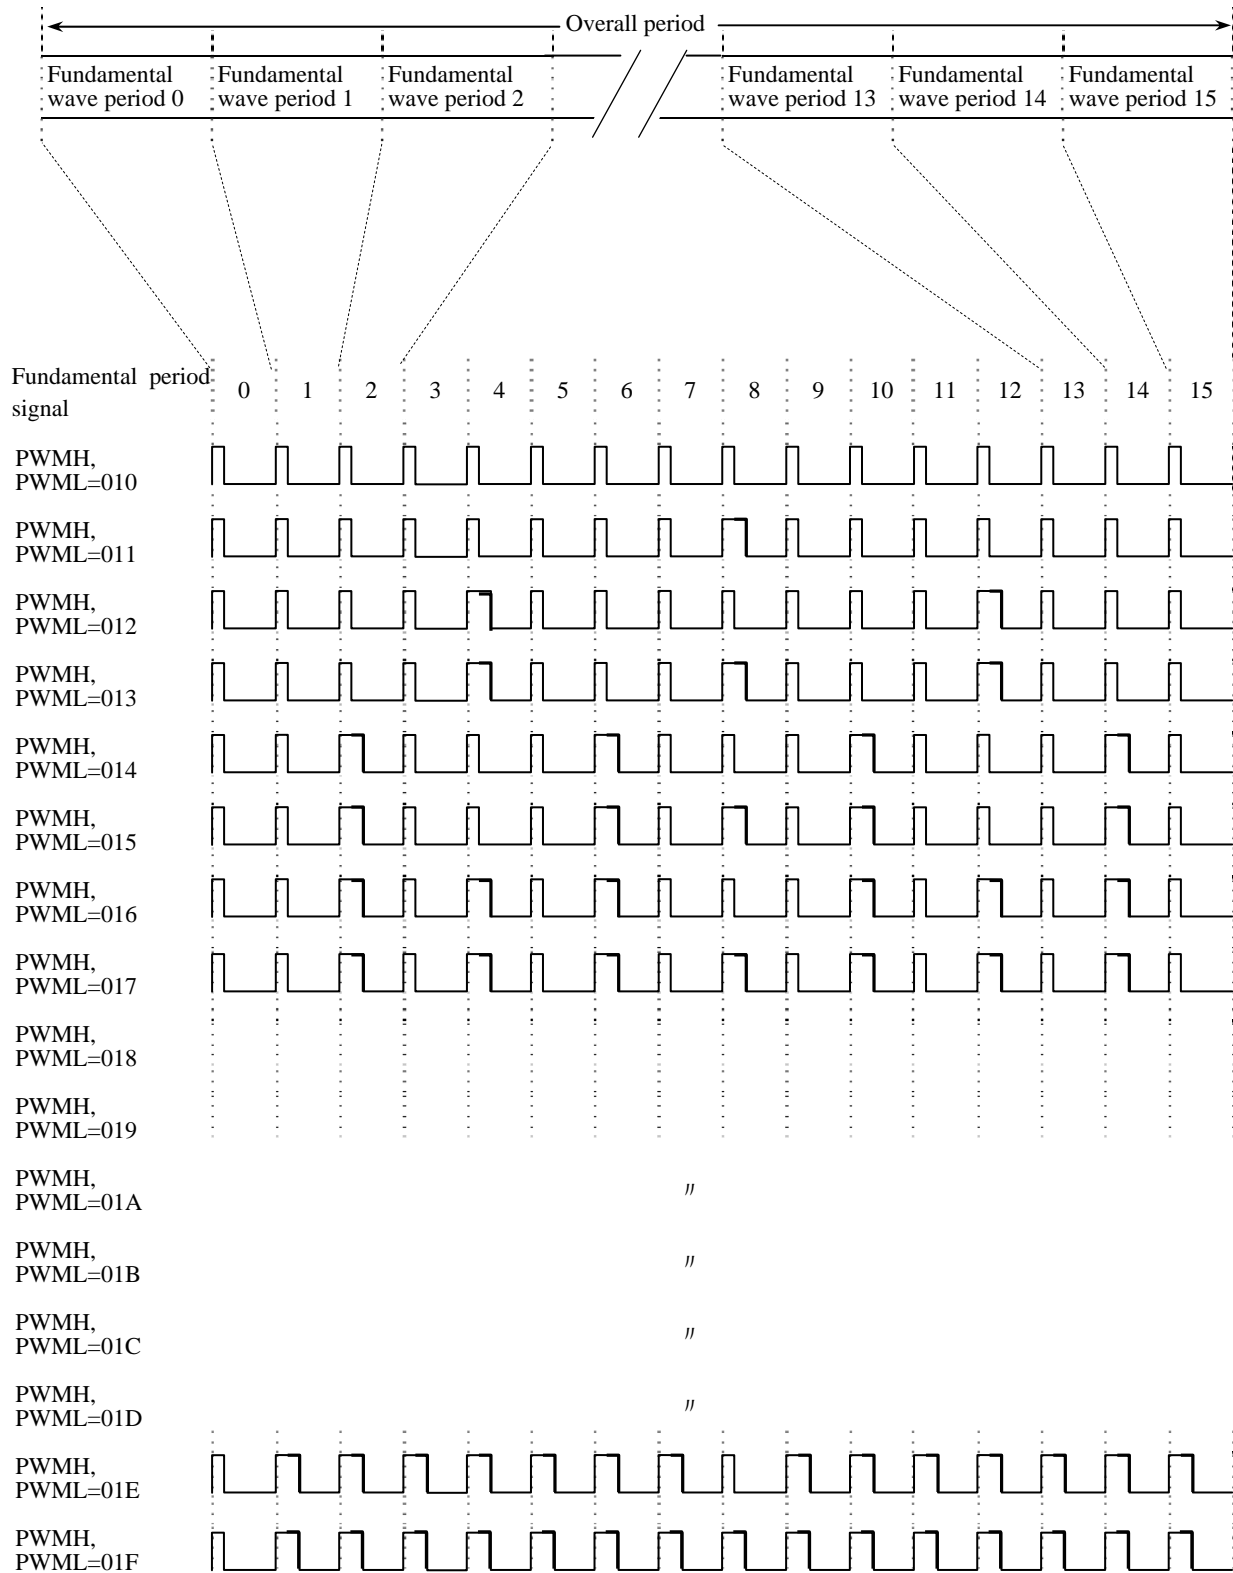 Overall period
Fundamental
wave period 0
Fundamental
wave period 1
Fundamental
wave period 2
Fundamental
wave period 13
Fundamental
wave period 14
Fundamental
wave period 15
Fundamental period
signal
0 1 2 3 4 5 6 7 8 9 10 11 12 13 14 15
PWMH,
PWML=010
PWMH,
PWML=011
PWMH,
PWML=012
PWMH,
PWML=013
PWMH,
PWML=014
PWMH,
PWML=015
PWMH,
PWML=016
PWMH,
PWML=017
PWMH,
PWML=018
PWMH,
PWML=019
PWMH,
PWML=01A
〃
PWMH,
PWML=01B
〃
PWMH,
PWML=01C
〃
PWMH,
PWML=01D
〃
PWMH,
PWML=01E
PWMH,
PWML=01F